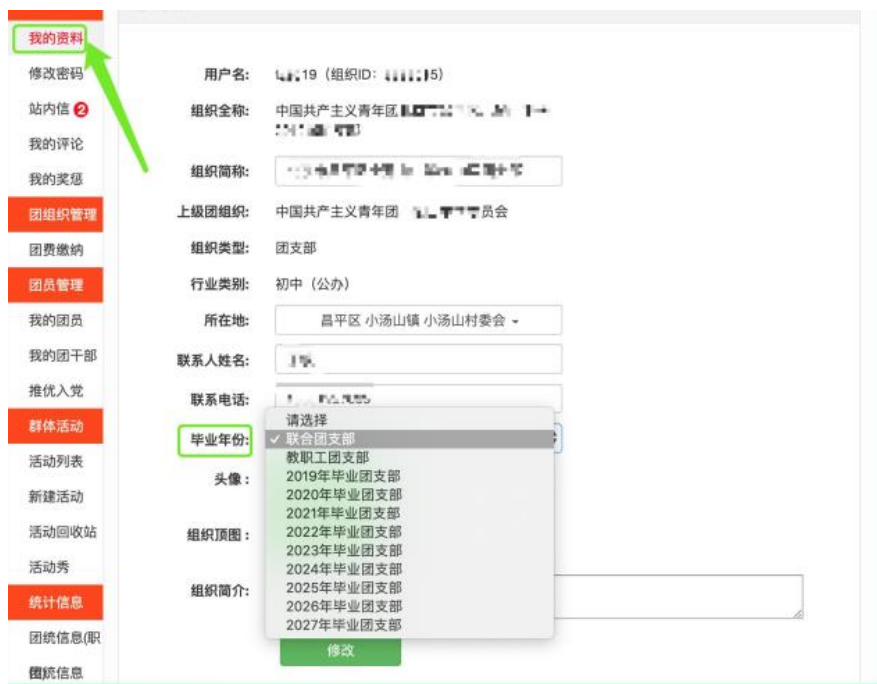 我的资料
修改密码
站内信 2
我的评论
我的奖惩
团组织管理
团费缴纳
团员管理
我的团员
我的团干部
推优入党
群体活动
活动列表
新建活动
活动回收站
活动秀
统计信息
团统信息(职
团统信息
用户名: 19（组织ID: 5）
组织全称: 中国共产主义青年团
组织简称:
上级团组织: 中国共产主义青年团 员会
组织类型: 团支部
行业类别: 初中（公办）
所在地: 昌平区 小汤山镇 小汤山村委会
联系人姓名:
联系电话:
毕业年份:
请选择
✓ 联合团支部
教职工团支部
2019年毕业团支部
2020年毕业团支部
2021年毕业团支部
2022年毕业团支部
2023年毕业团支部
2024年毕业团支部
2025年毕业团支部
2026年毕业团支部
2027年毕业团支部
头像：
组织顶图：
组织简介:
修改